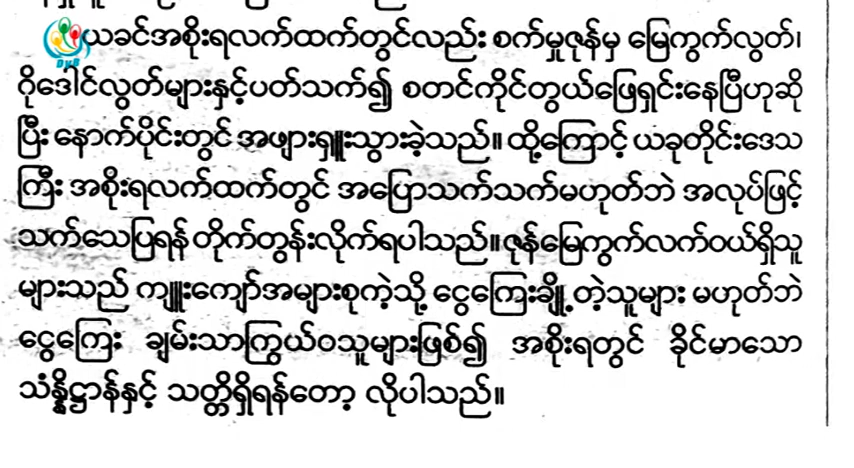 ယခင်အစိုးရလက်ထက်တွင်လည်း စက်မှုဇုန်မှ မြေကွက်လွတ်၊
ဂိုဒေါင်လွတ်များနှင့်ပတ်သက်၍ စတင်ကိုင်တွယ်ဖြေရှင်းနေပြီဟုဆို
ပြီး နောက်ပိုင်းတွင် အဖျားရှူးသွားခဲ့သည်။ ထို့ကြောင့် ယခုတိုင်းဒေသ
ကြီး အစိုးရလက်ထက်တွင် အပြောသက်သက်မဟုတ်ဘဲ အလုပ်ဖြင့်
သက်သေပြရန် တိုက်တွန်းလိုက်ရပါသည်။ ဇုန်မြေကွက်လက်ဝယ်ရှိသူ
များသည် ကျူးကျော်အများစုကဲ့သို့ ငွေကြေးချို့တဲ့သူများ မဟုတ်ဘဲ
ငွေကြေး ချမ်းသာကြွယ်ဝသူများဖြစ်၍ အစိုးရတွင် ခိုင်မာသော
သံန္နိဋ္ဌာန်နှင့် သတ္တိရှိရန်တော့ လိုပါသည်။